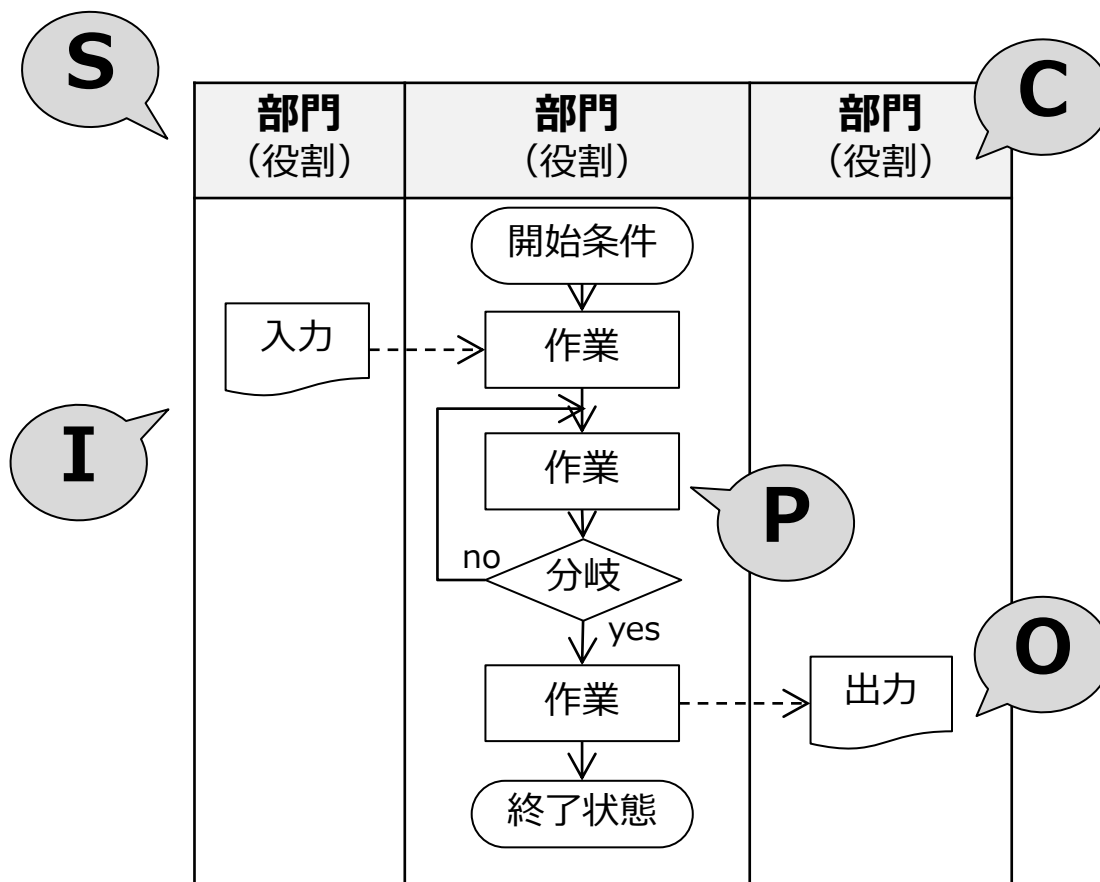 S
C
部門
（役割）
部門
（役割）
部門
（役割）
開始条件
入力
作業
I
作業
P
no
分岐
yes
O
作業
出力
終了状態